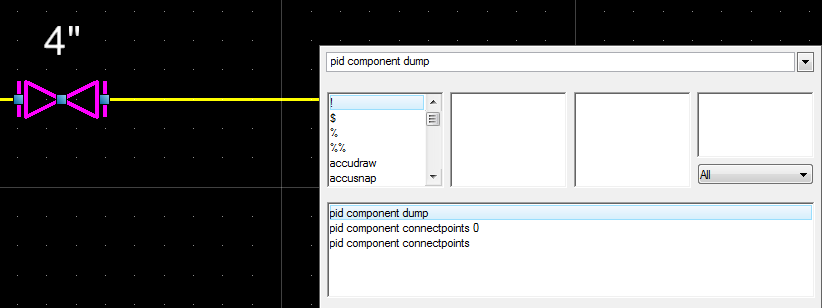 4"
pid component dump
!
$
%
%%
accudraw
accusnap
All
pid component dump
pid component connectpoints 0
pid component connectpoints